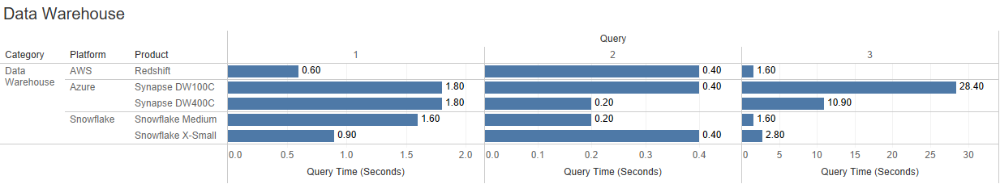 Data Warehouse
Query
Category Platform Product 1 2 3
Data Warehouse AWS Redshift 0.60 0.40 1.60
Azure Synapse DW100C 1.80 0.40 28.40
Synapse DW400C 1.80 0.20 10.90
Snowflake Snowflake Medium 1.60 0.20 1.60
Snowflake X-Small 0.90 0.40 2.80
0.0 0.5 1.0 1.5 2.0 0.0 0.1 0.2 0.3 0.4 0 5 10 15 20 25 30
Query Time (Seconds) Query Time (Seconds) Query Time (Seconds)